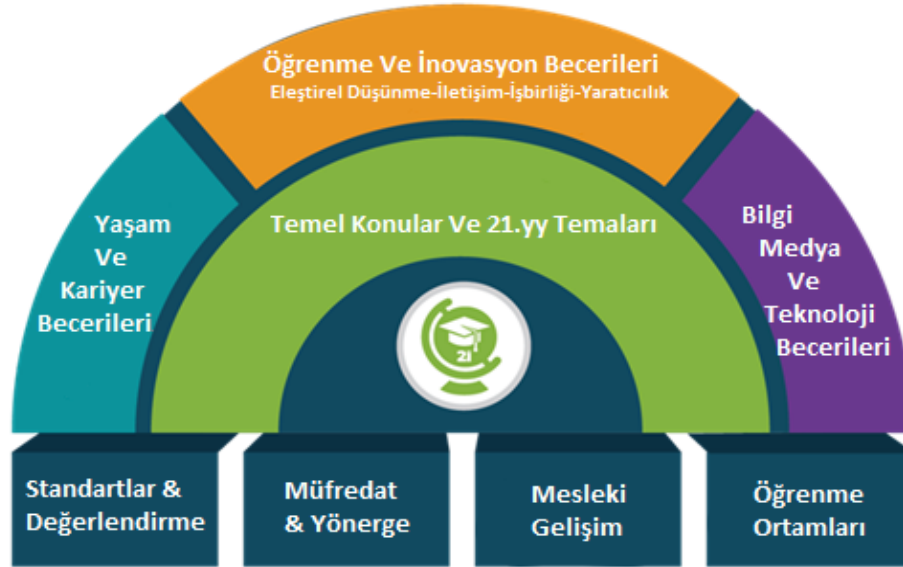 Öğrenme Ve İnovasyon Becerileri
Eleştirel Düşünme-İletişim-İşbirliği-Yaratıcılık
Yaşam
Ve
Kariyer
Becerileri
Temel Konular Ve 21.yy Temaları
Bilgi
Medya
Ve
Teknoloji
Becerileri
21
Standartlar &
Değerlendirme
Müfredat
& Yönerge
Mesleki
Gelişim
Öğrenme
Ortamları